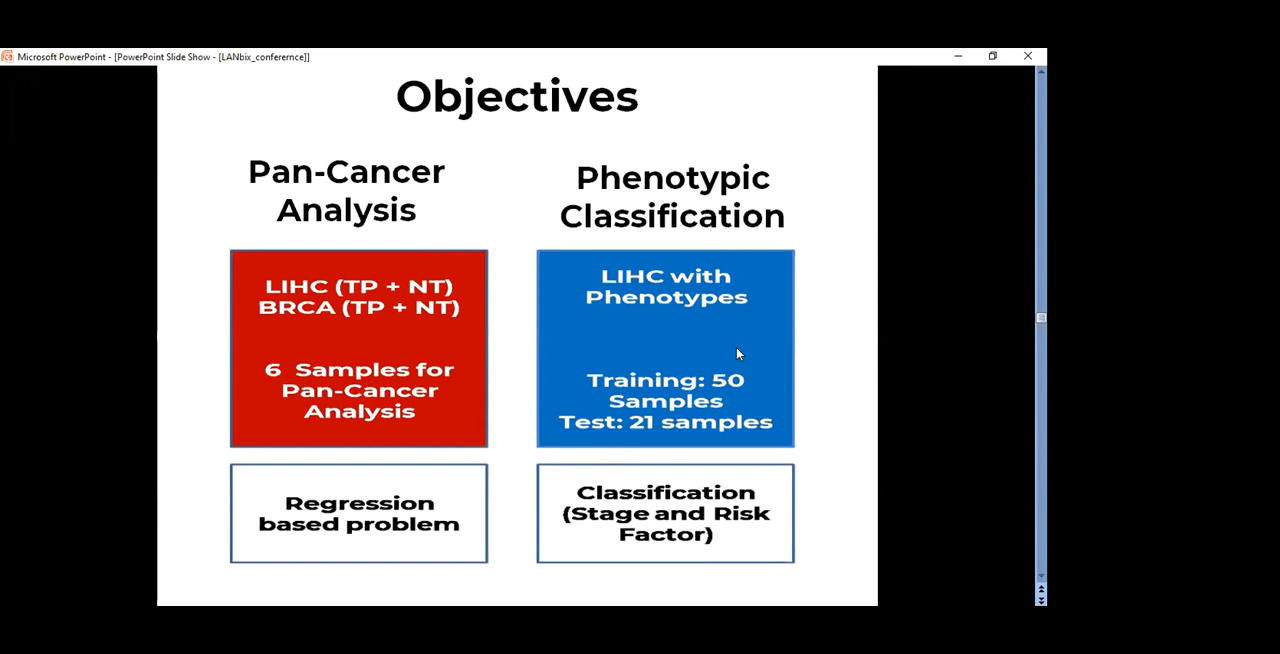 Microsoft PowerPoint - [PowerPoint Slide Show - [LANbix_conferernce]]
Objectives
Pan-Cancer
Analysis
LIHC (TP + NT)
BRCA (TP + NT)
6 Samples for
Pan-Cancer
Analysis
Regression
based problem
Phenotypic
Classification
LIHC with
Phenotypes
Training: 50
Samples
Test: 21 samples
Classification
(Stage and Risk
Factor)